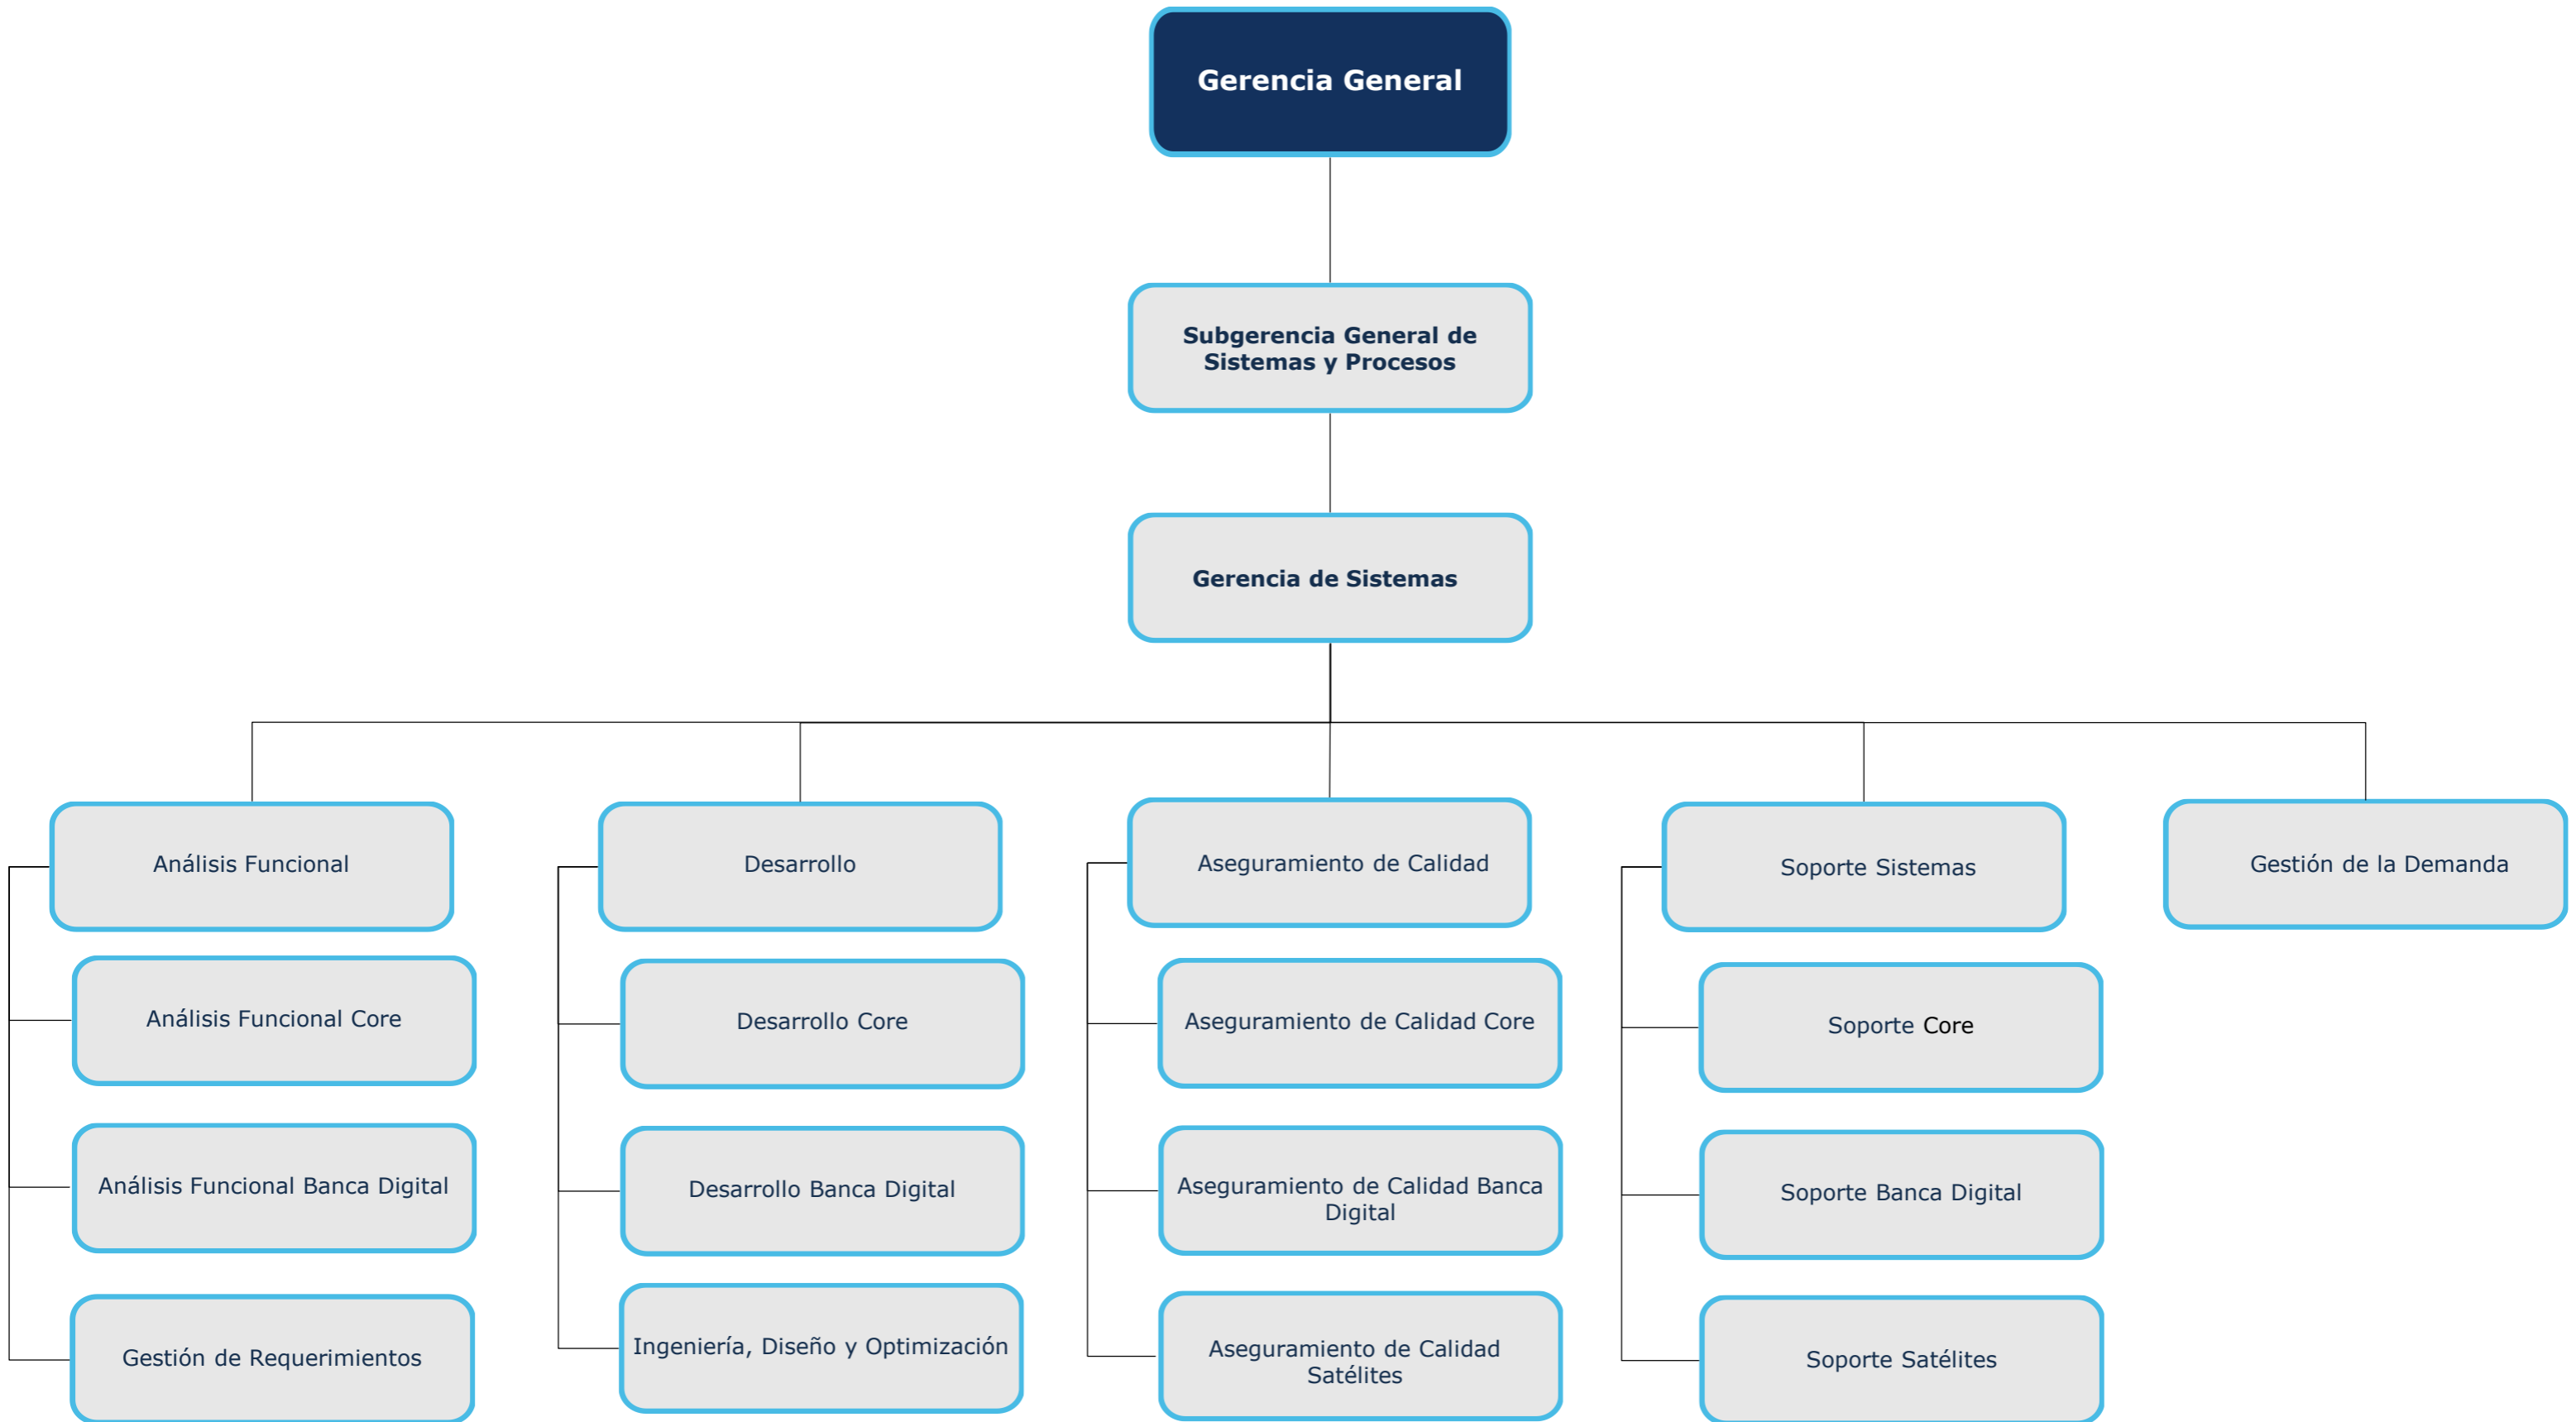 Gerencia General
Subgerencia General de
Sistemas y Procesos
Gerencia de Sistemas
Análisis Funcional
Desarrollo
Aseguramiento de Calidad
Soporte Sistemas
Gestión de la Demanda
Análisis Funcional Core
Desarrollo Core
Aseguramiento de Calidad Core
Soporte Core
Análisis Funcional Banca Digital
Desarrollo Banca Digital
Aseguramiento de Calidad Banca
Digital
Soporte Banca Digital
Gestión de Requerimientos
Ingeniería, Diseño y Optimización
Aseguramiento de Calidad
Satélites
Soporte Satélites